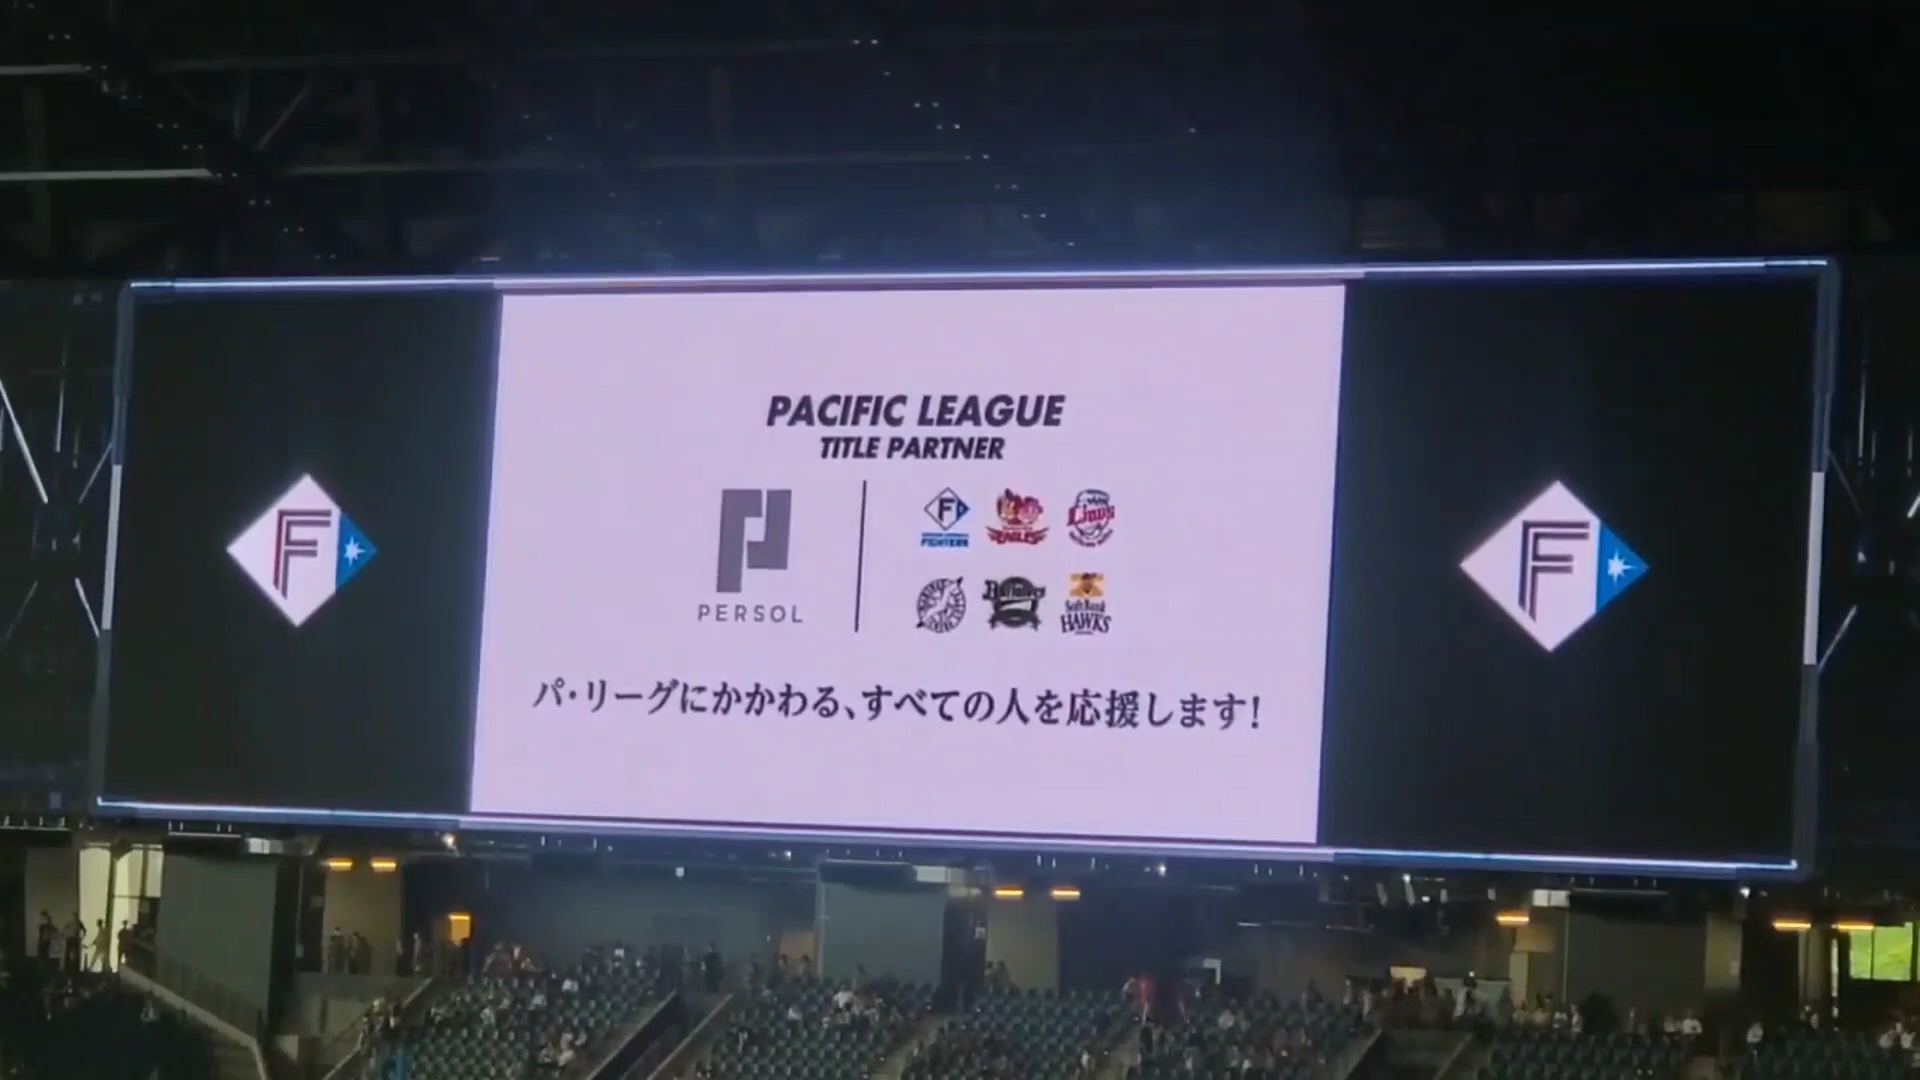 PACIFIC LEAGUE
TITLE PARTNER
PERSOL
F
FIGHTERS
EAGLES
Lions
Buffaloes
SoftBank
HAWKS
パ・リーグにかかわる、すべての人を応援します!
F
F